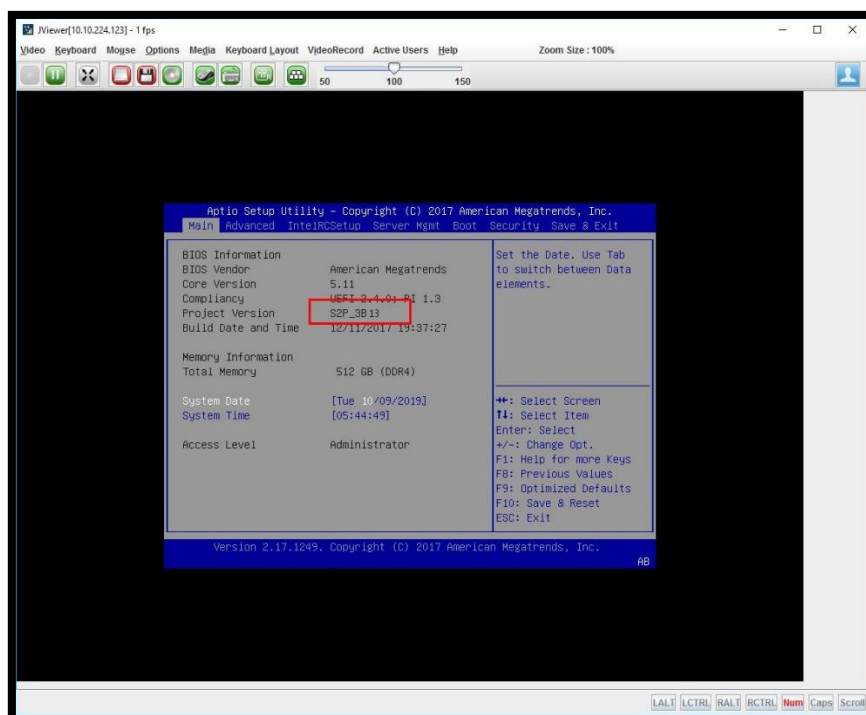 JViewer[10.10.224.123] - 1 fps
Video Keyboard Mouse Options Media Keyboard Layout VideoRecord Active Users Help Zoom Size : 100%
50 100 150
Aptio Setup Utility - Copyright (C) 2017 American Megatrends, Inc.
Main Advanced IntelRCSetup Server Mgmt Boot Security Save & Exit
BIOS Information
BIOS Vendor American Megatrends
Core Version 5.11
Compliancy UEFI 2.4.0; PI 1.3
Project Version S2P_3B13
Build Date and Time 12/11/2017 19:37:27
Memory Information
Total Memory 512 GB (DDR4)
System Date [Tue 10/09/2019]
System Time [05:44:49]
Access Level Administrator
Set the Date. Use Tab
to switch between Data
elements.
→←: Select Screen
↑↓: Select Item
Enter: Select
+/-: Change Opt.
F1: Help for more Keys
F8: Previous Values
F9: Optimized Defaults
F10: Save & Reset
ESC: Exit
Version 2.17.1249. Copyright (C) 2017 American Megatrends, Inc.
AB
LALT LCTRL RALT RCTRL Num Caps Scroll